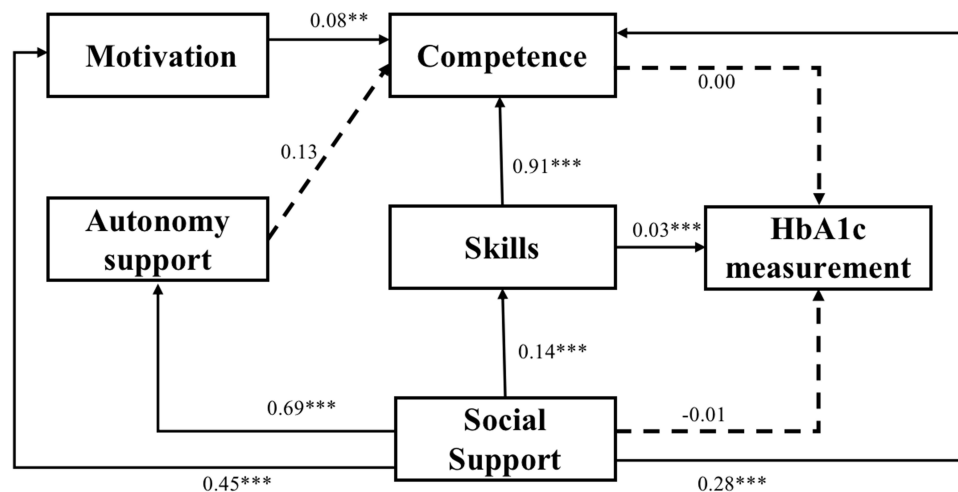 0.08**
Motivation
Competence
0.00
0.13
0.91***
Autonomy
support
Skills
0.03***
HbA1c
measurement
0.14***
0.69***
Social
Support
-0.01
0.45***
0.28***